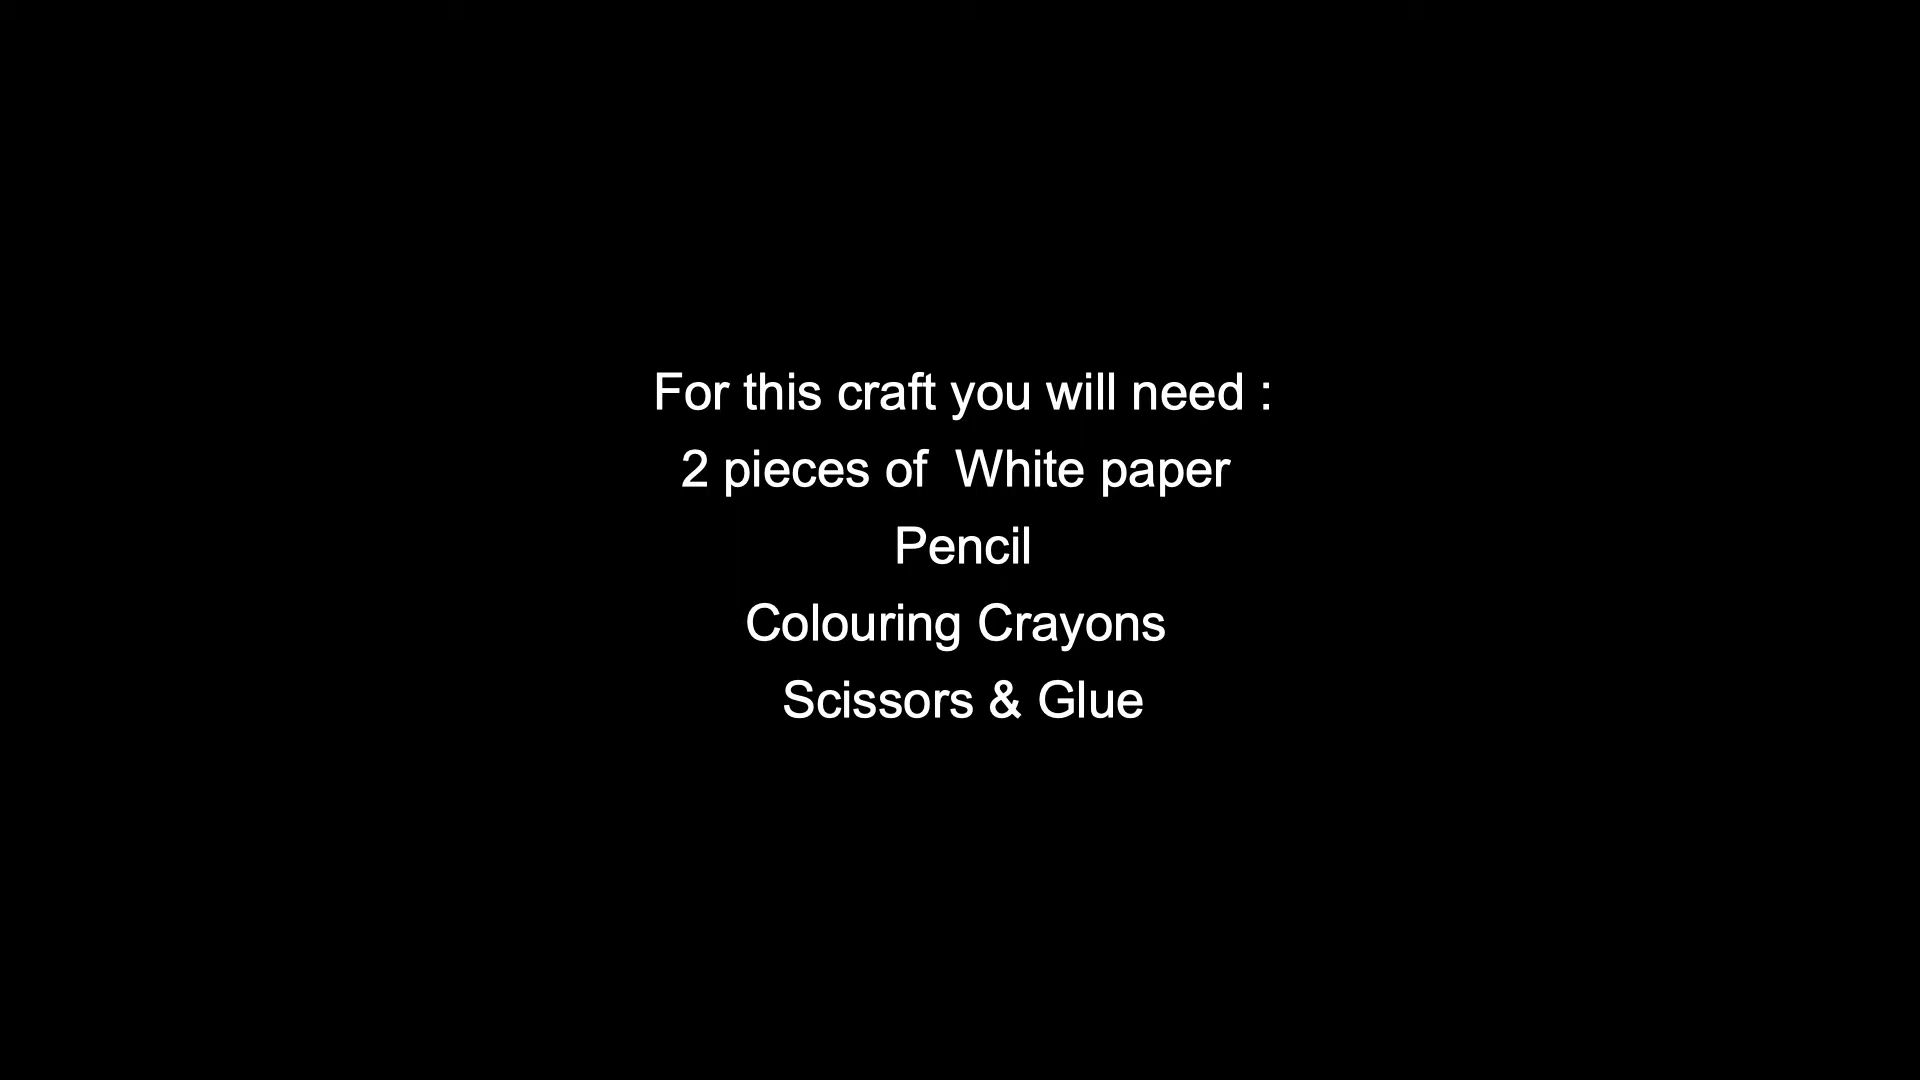 For this craft you will need :
2 pieces of  White paper
Pencil
Colouring Crayons
Scissors & Glue